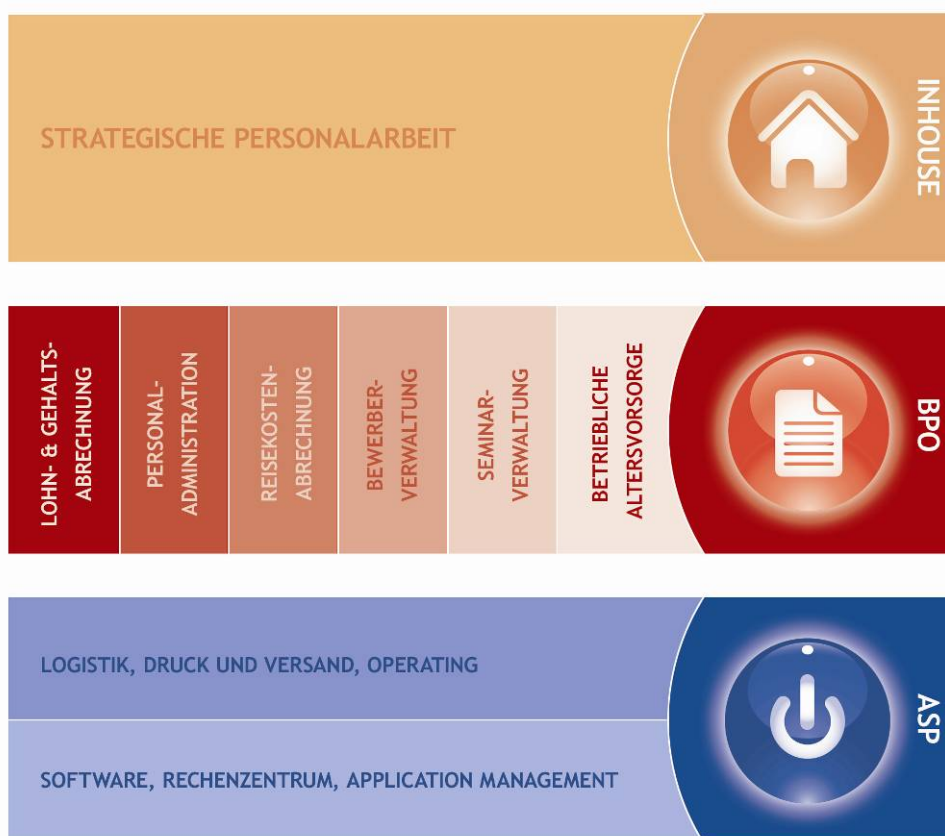 STRATEGISCHE PERSONALARBEIT
INHOUSE
LOHN- & GEHALTS-
ABRECHNUNG
PERSONAL-
ADMINISTRATION
REISEKOSTEN-
ABRECHNUNG
BEWERBER-
VERWALTUNG
SEMINAR-
VERWALTUNG
BETRIEBLICHE
ALTERSVORSORGE
BPO
LOGISTIK, DRUCK UND VERSAND, OPERATING
SOFTWARE, RECHENZENTRUM, APPLICATION MANAGEMENT
ASP